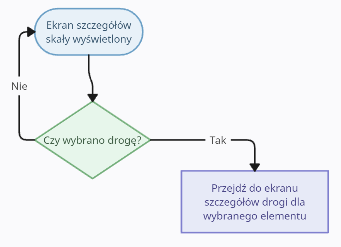 Ekran szczegółów
skały wyświetlony
Nie
Czy wybrano drogę?
Tak
Przejdź do ekranu
szczegółów drogi dla
wybranego elementu